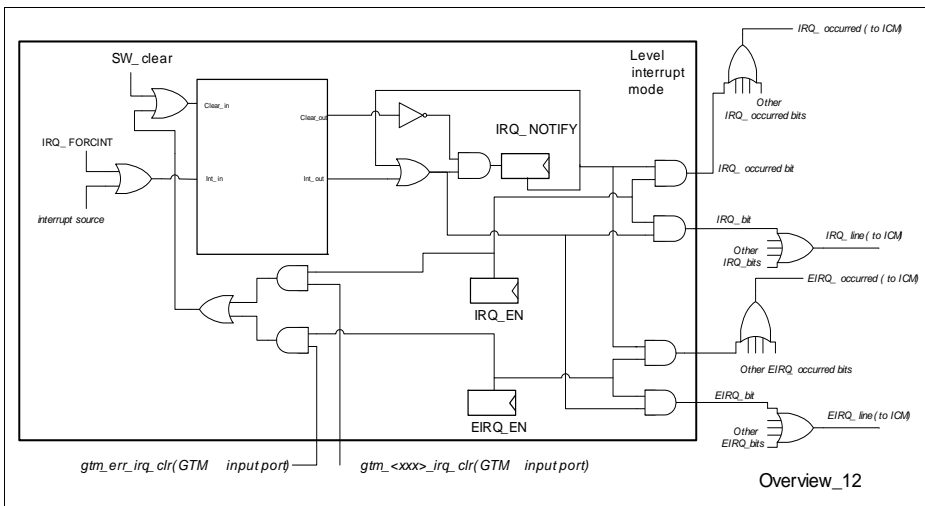 IRQ_occurred ( to ICM)
Level
interrupt
mode
SW_clear
Clear_in
Clear_out
Other
IRQ_occurred bits
IRQ_NOTIFY
IRQ_FORCINT
IRQ_occurred bit
Int_in
Int_out
interrupt source
IRQ_bit
IRQ_line ( to ICM)
Other
IRQ_bits
EIRQ_occurred ( to ICM)
IRQ_EN
Other EIRQ_occurred bits
EIRQ_bit
EIRQ_EN
EIRQ_line ( to ICM)
Other
EIRQ_bits
gtm_err_irq_clr(GTM input port)
gtm_<xxx>_irq_clr(GTM input port)
Overview_12